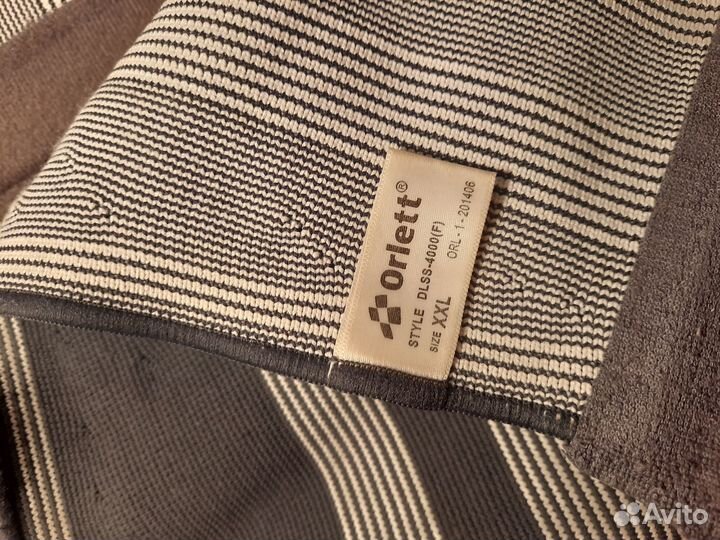 Orlett®
STYLE DLSS-4000(F)
SIZE XXL
ORL-1-201406
Avito